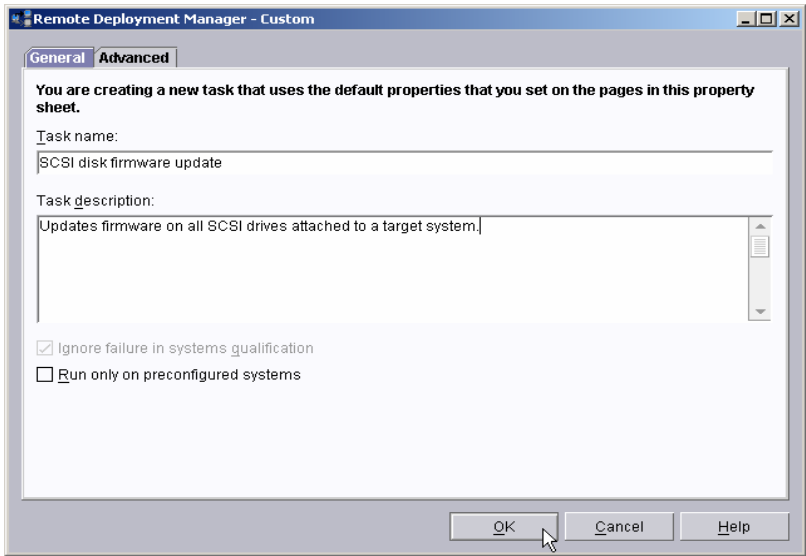 Remote Deployment Manager - Custom
General Advanced
You are creating a new task that uses the default properties that you set on the pages in this property
sheet.
Task name:
SCSI disk firmware update
Task description:
Updates firmware on all SCSI drives attached to a target system.
Ignore failure in systems qualification
Run only on preconfigured systems
OK Cancel Help